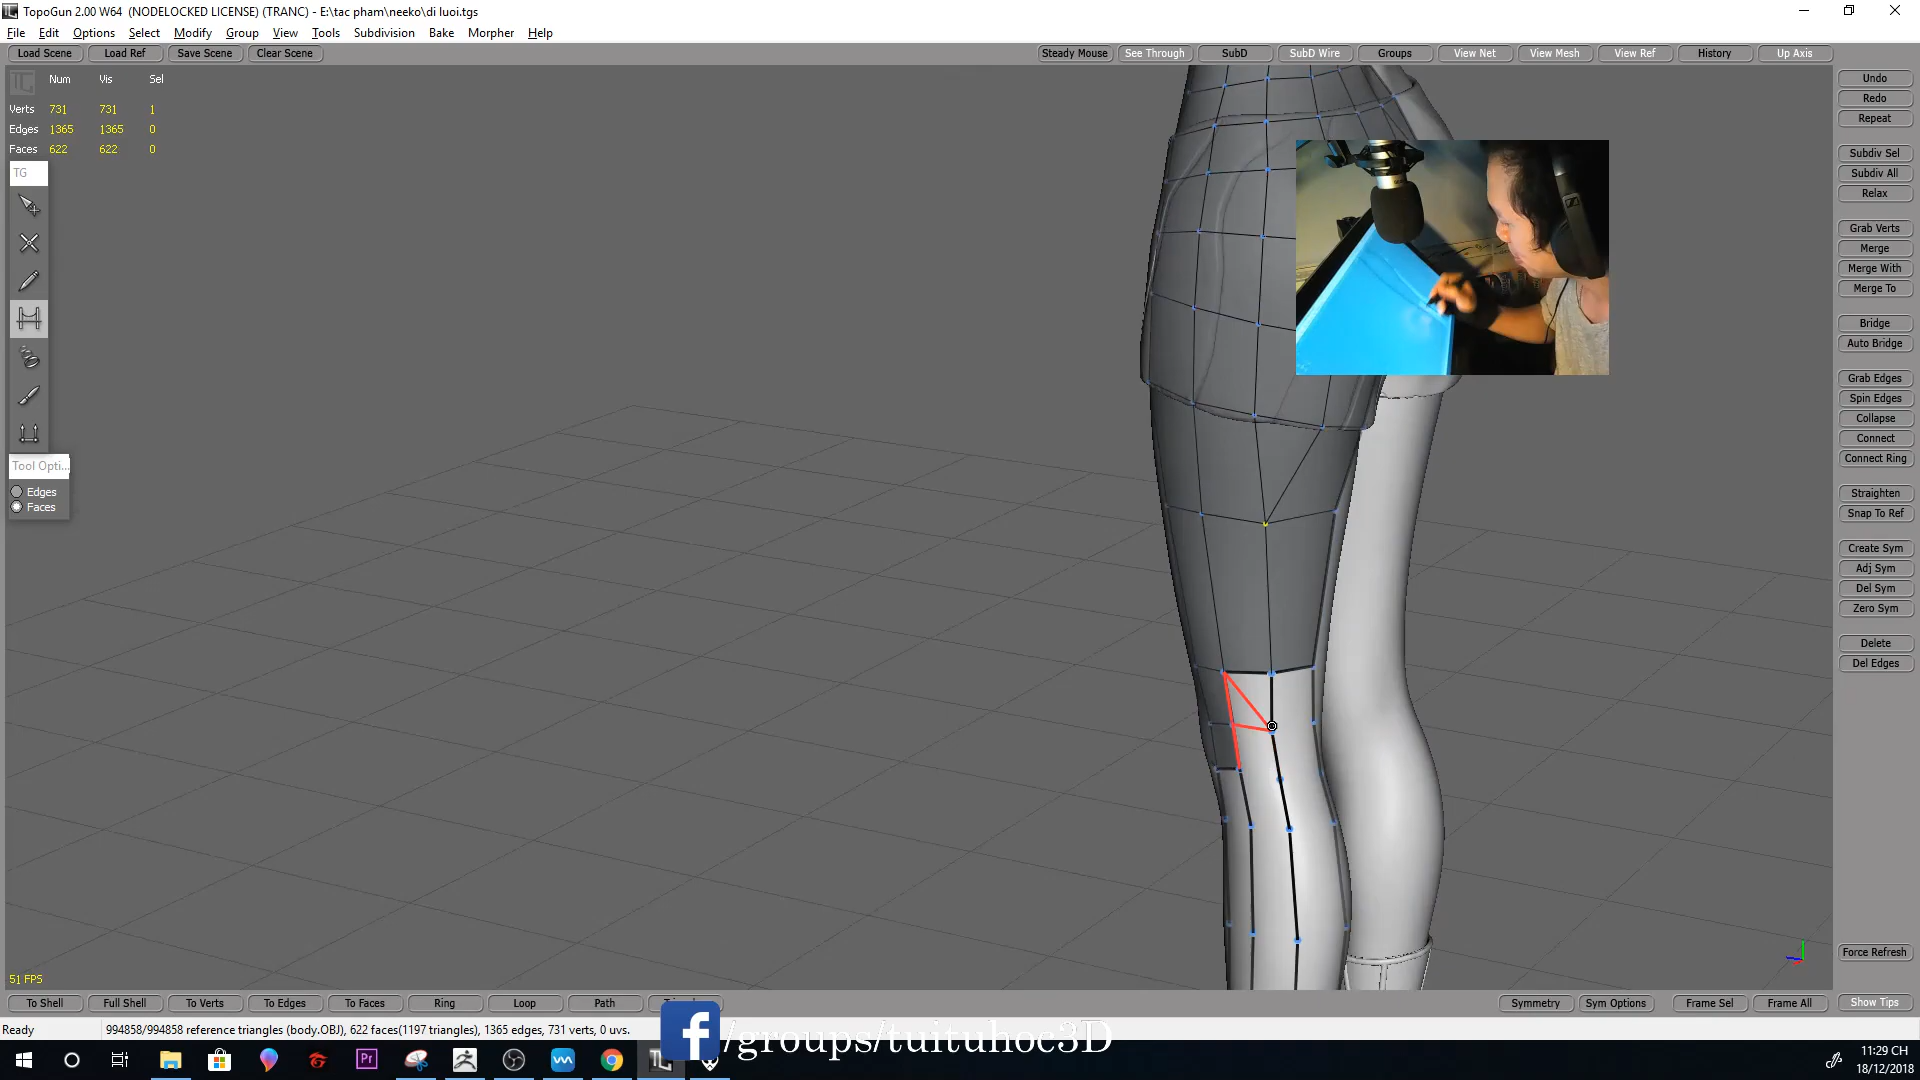 TopoGun 2.00 W64 (NODELOCKED LICENSE) (TRANC) - E:\tac pham\neeko\di luoi.tgs
File Edit Options Select Modify Group View Tools Subdivision Bake Morpher Help
Load Scene Load Ref Save Scene Clear Scene Steady Mouse See Through SubD SubD Wire Groups View Net View Mesh View Ref History Up Axis
Num Vis Sel
Verts 731 731 1
Edges 1365 1365 0
Faces 622 622 0
TG
Tool Opti...
Edges
Faces
Undo
Redo
Repeat
Subdiv Sel
Subdiv All
Relax
Grab Verts
Merge
Merge With
Merge To
Bridge
Auto Bridge
Grab Edges
Spin Edges
Collapse
Connect
Connect Ring
Straighten
Snap To Ref
Create Sym
Adj Sym
Del Sym
Zero Sym
Delete
Del Edges
Force Refresh
51 FPS
To Shell Full Shell To Verts To Edges To Faces Ring Loop Path Symmetry Sym Options Frame Sel Frame All Show Tips
Ready 994858/994858 reference triangles (body.OBJ), 622 faces(1197 triangles), 1365 edges, 731 verts, 0 uvs.
f /groups/tuituhoc3D
Pr
11:29 CH
18/12/2018